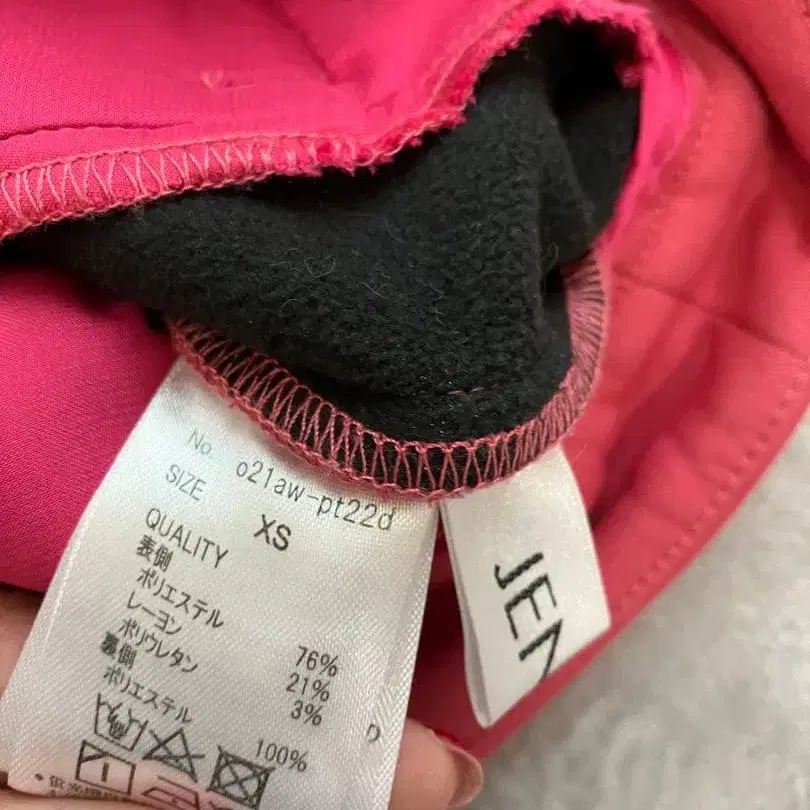 No. o21aw-pt22d
SIZE XS
QUALITY
表側
ポリエステル 76%
レーヨン 21%
ポリウレタン 3%
裏側
ポリエステル 100%
JEN